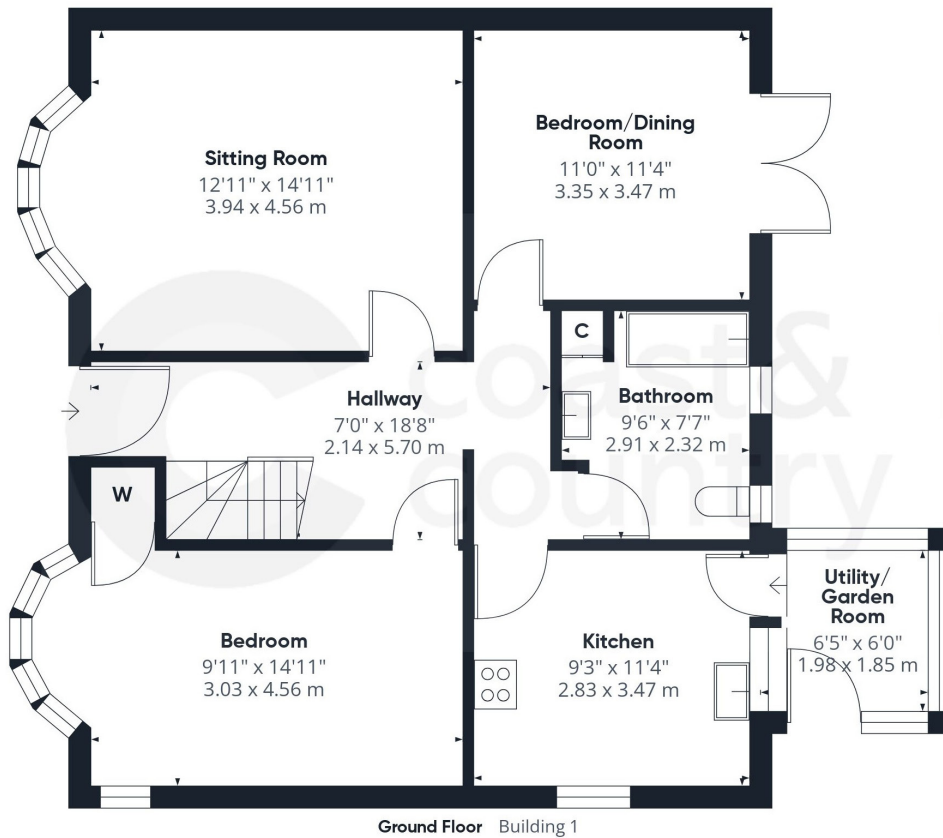 Sitting Room
12'11" x 14'11"
3.94 x 4.56 m
Bedroom/Dining
Room
11'0" x 11'4"
3.35 x 3.47 m
C
Bathroom
9'6" x 7'7"
2.91 x 2.32 m
Hallway
7'0" x 18'8"
2.14 x 5.70 m
W
Bedroom
9'11" x 14'11"
3.03 x 4.56 m
Kitchen
9'3" x 11'4"
2.83 x 3.47 m
Utility/
Garden
Room
6'5" x 6'0"
1.98 x 1.85 m
coast&
country
Ground Floor Building 1